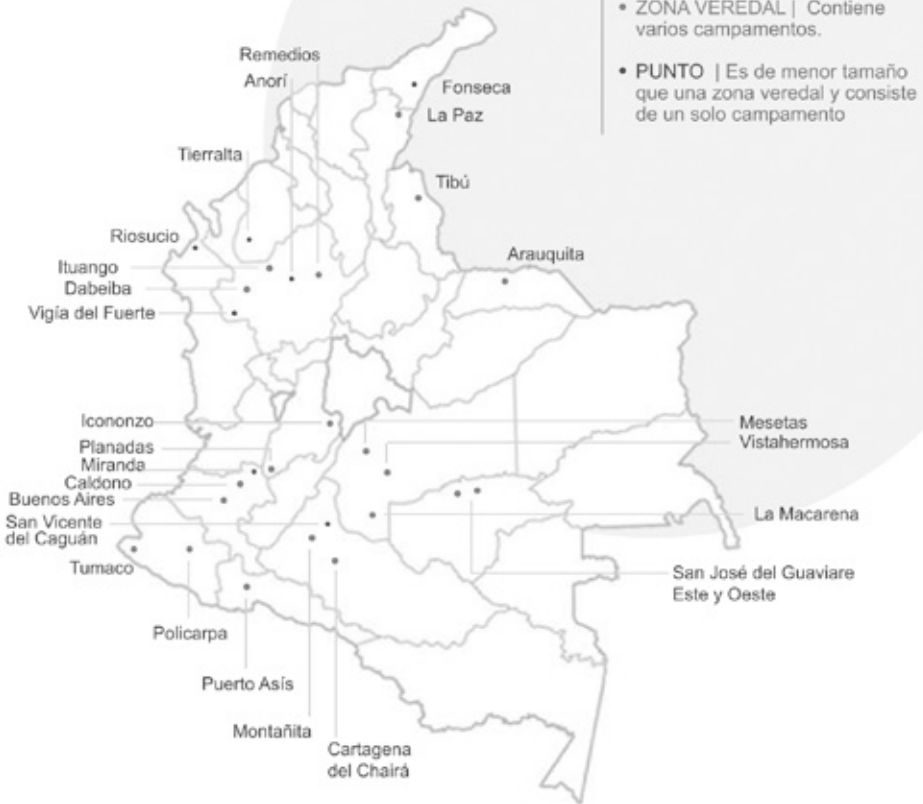 • ZONA VEREDAL | Contiene
varios campamentos.
• PUNTO | Es de menor tamaño
que una zona veredal y consiste
de un solo campamento
Remedios
Anorí
Fonseca
La Paz
Tierralta
Tibú
Riosucio
Arauquita
Ituango
Dabeiba
Vigía del Fuerte
Icononzo
Mesetas
Planadas
Vistahermosa
Miranda
Caldono
Buenos Aires
San Vicente
del Caguán
La Macarena
Tumaco
San José del Guaviare
Este y Oeste
Policarpa
Puerto Asís
Montañita
Cartagena
del Chairá